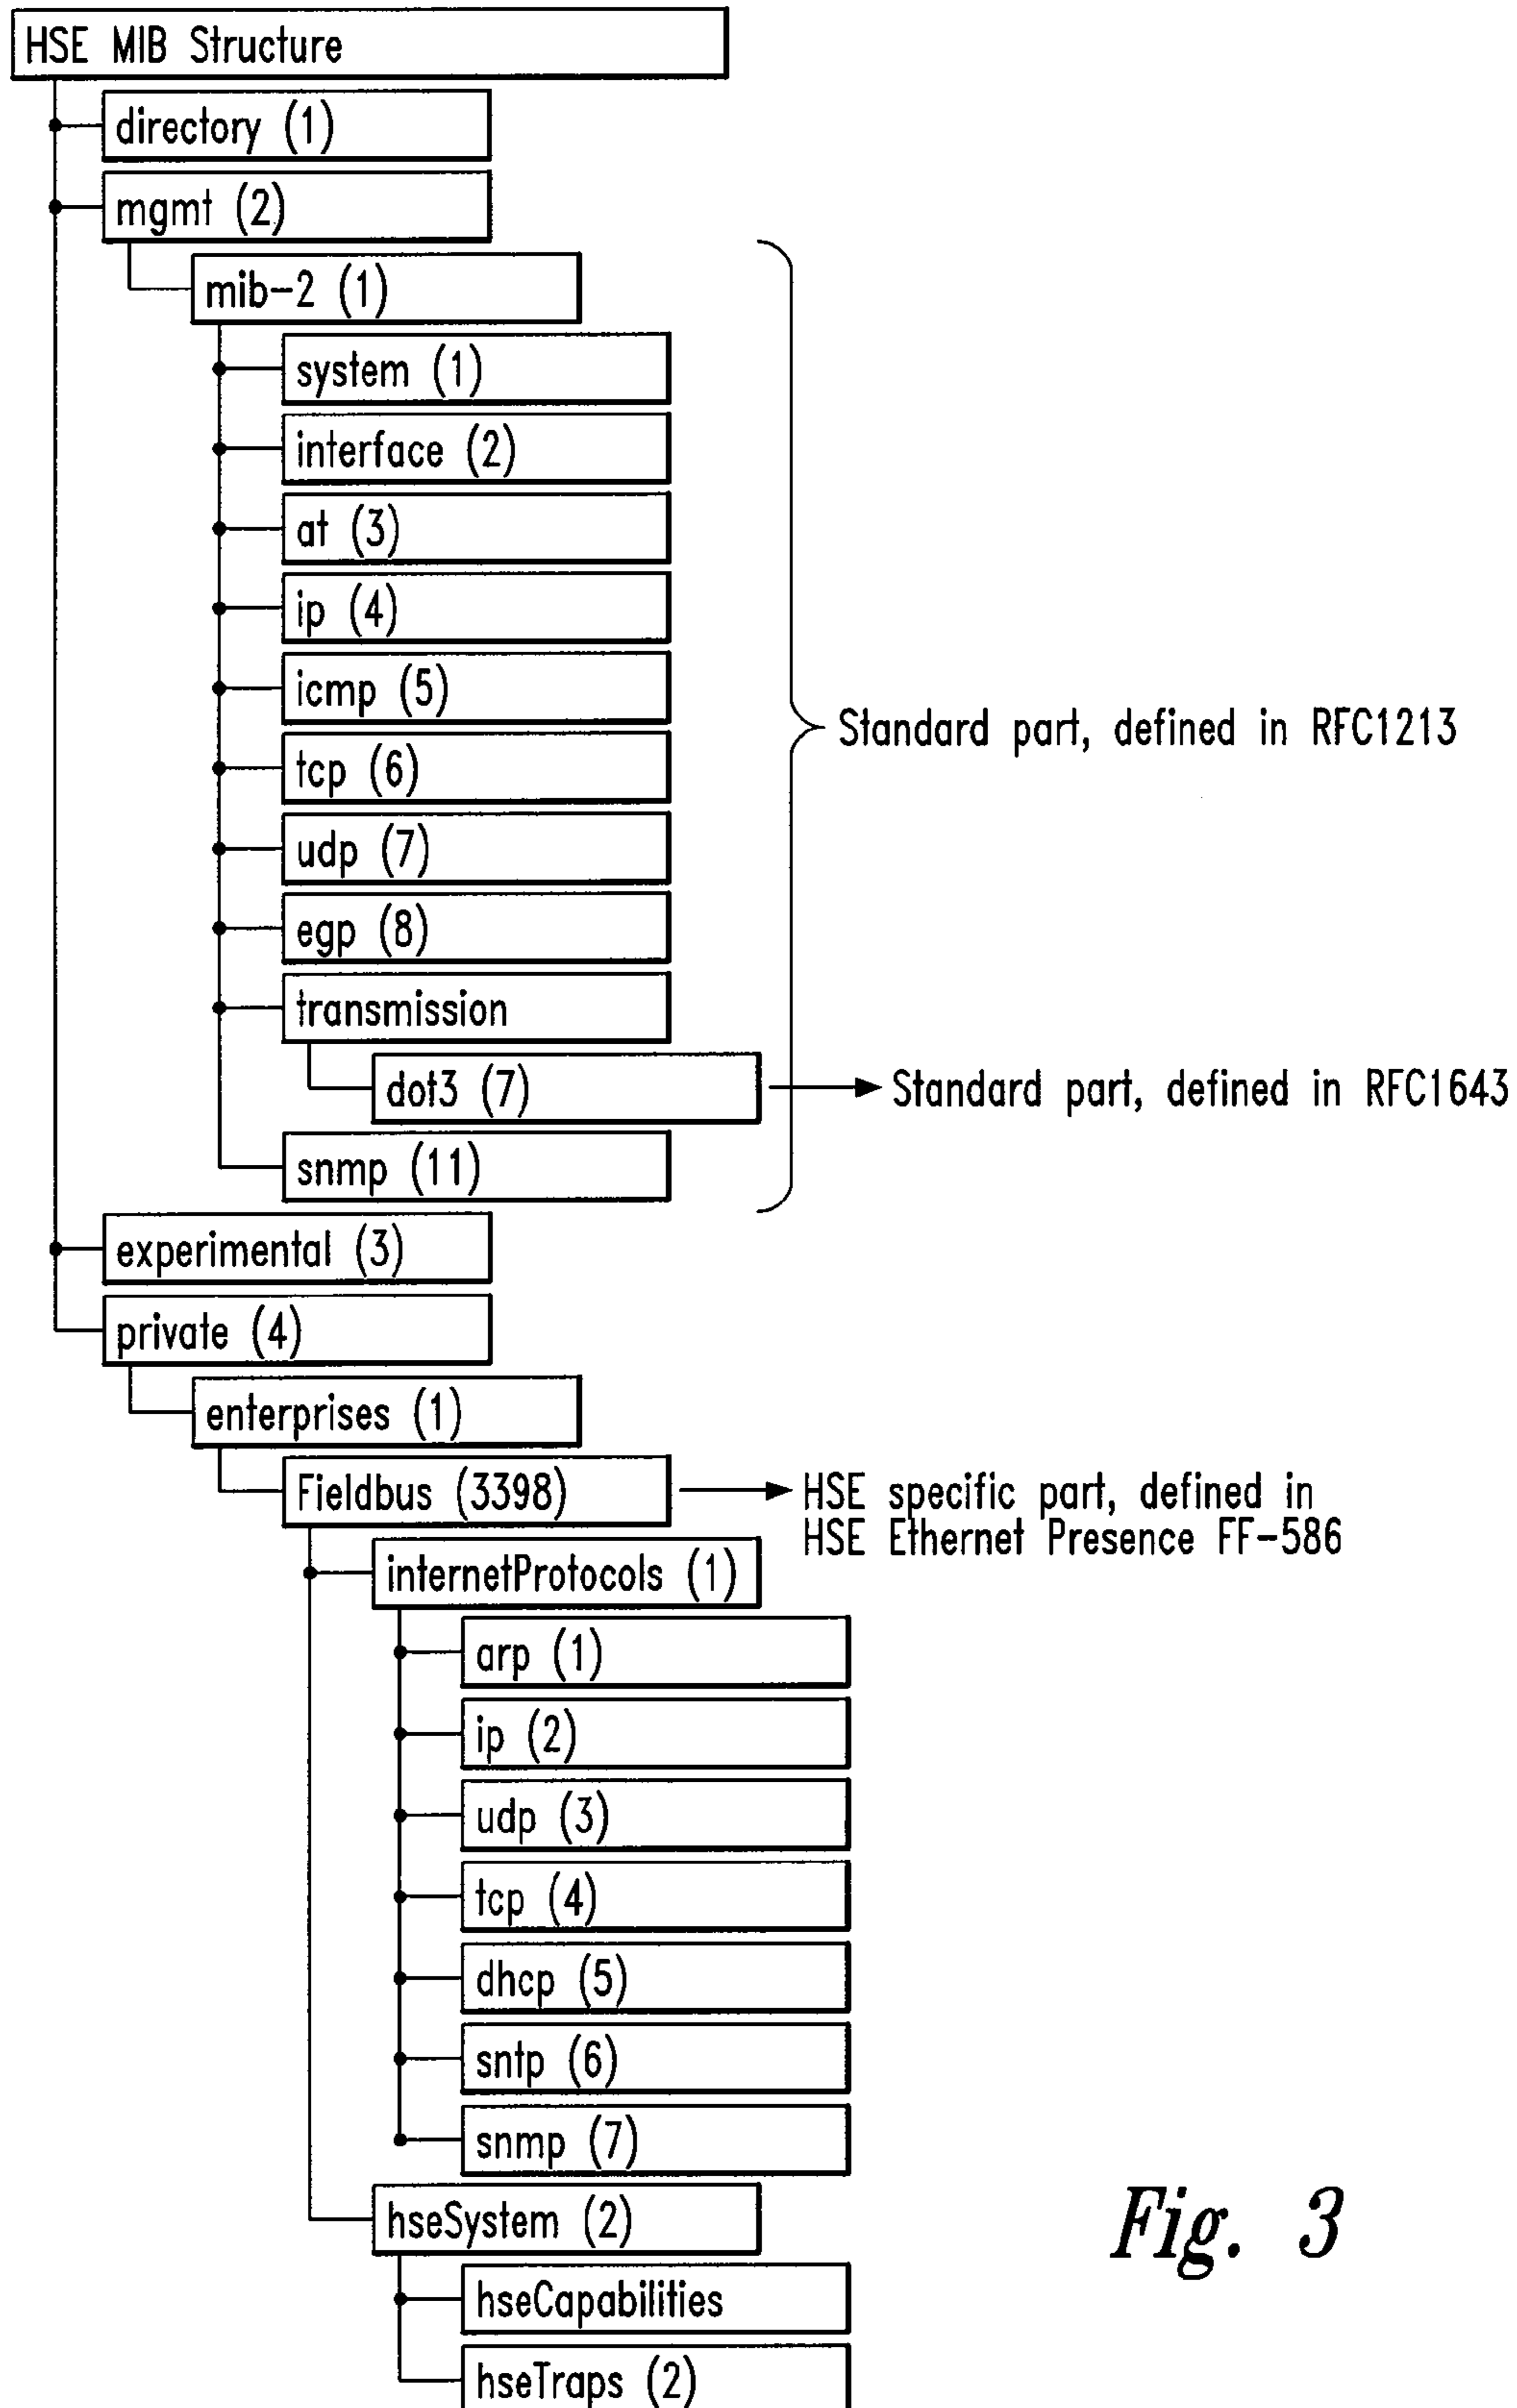 HSE MIB Structure
directory (1)
mgmt (2)
mib-2 (1)
system (1)
interface (2)
at (3)
ip (4)
icmp (5)
Standard part, defined in RFC1213
tcp (6)
udp (7)
egp (8)
transmission
dot3 (7)
Standard part, defined in RFC1643
snmp (11)
experimental (3)
private (4)
enterprises (1)
Fieldbus (3398)
HSE specific part, defined in
HSE Ethernet Presence FF-586
internetProtocols (1)
arp (1)
ip (2)
udp (3)
tcp (4)
dhcp (5)
sntp (6)
snmp (7)
hseSystem (2)
Fig. 3
hseCapabilities
hseTraps (2)